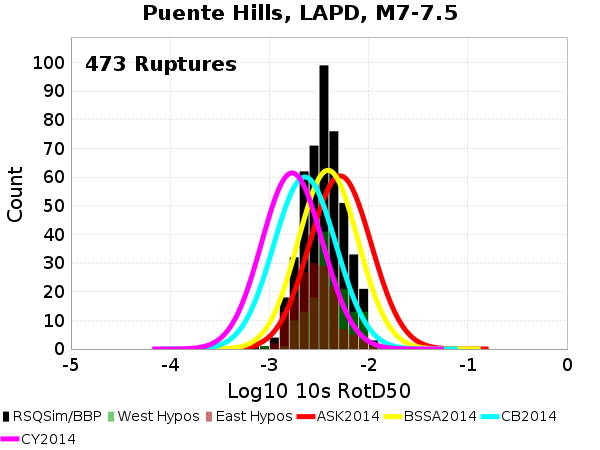 Puente Hills, LAPD, M7-7.5
473 Ruptures
100
90
80
70
60
50
40
30
20
10
0
Count
-5 -4 -3 -2 -1 0
Log10 10s RotD50
RSQSim/BBP West Hypos East Hypos ASK2014 BSSA2014 CB2014
CY2014